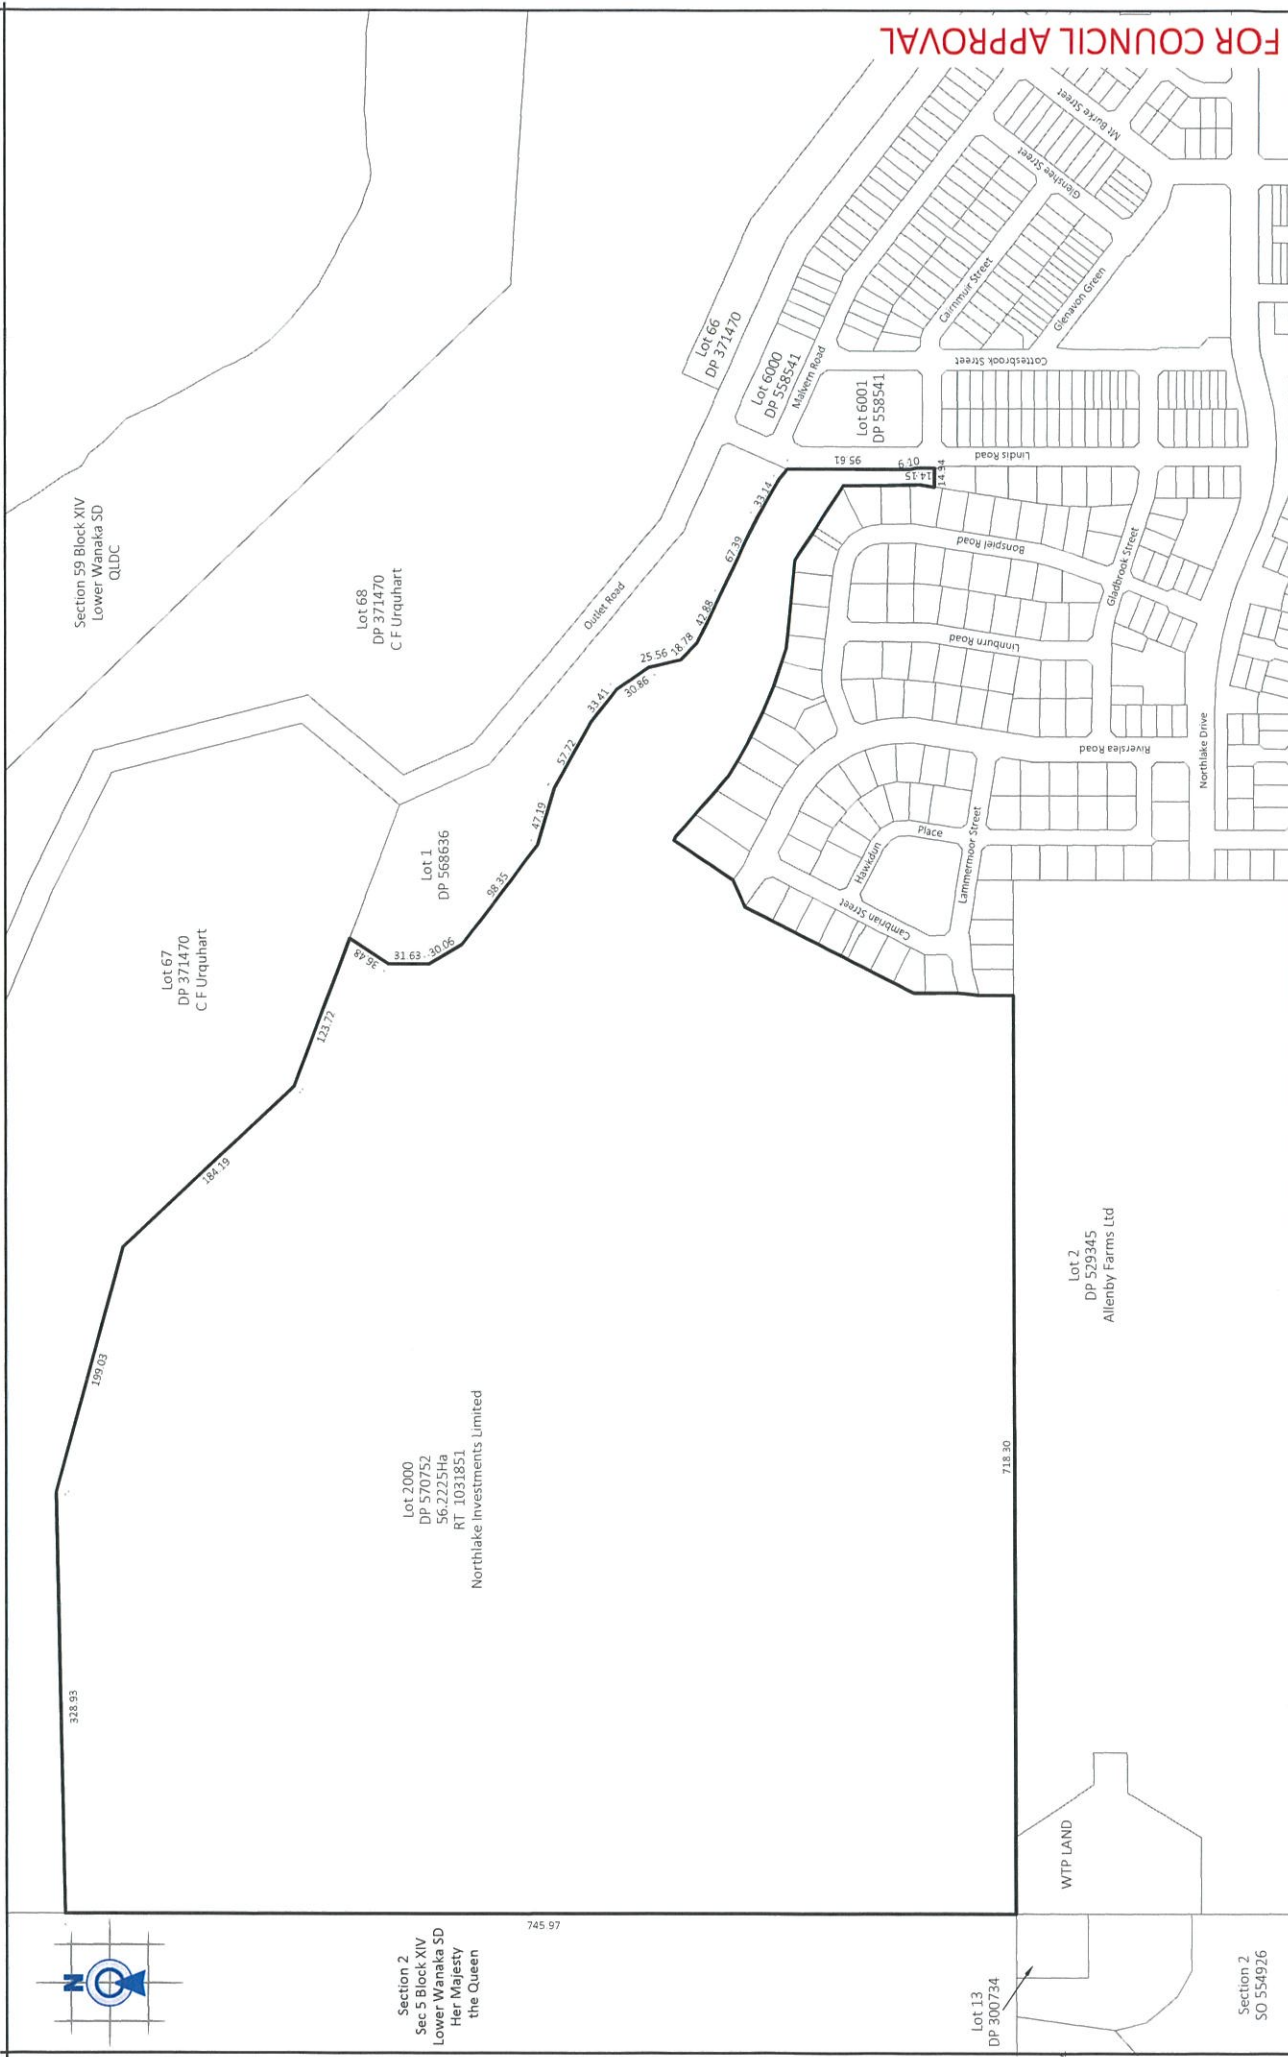 FOR COUNCIL APPROVAL
N
Section 59 Block XIV
Lower Wanaka SD
QLDC
Lot 68
DP 371470
C F Urquhart
Lot 67
DP 371470
C F Urquhart
Lot 1
DP 568636
Outlet Road
Lot 66
DP 371470
Lot 6000
DP 558541
Malvern Road
Lot 6001
DP 558541
Mt Burke Street
Glenshee Street
Cairnmuir Street
Glenavon Green
Cottesbrook Street
Lindis Road
Bonspiel Road
Gladbrook Street
Linnburn Road
Riverslea Road
Northlake Drive
Hawkdun
Place
Lammermoor Street
Cambrian Street
328.93
199.03
184.19
123.72
36.48
31.63
30.06
98.35
47.19
57.72
33.41
30.86
25.56
18.78
42.88
67.39
33.14
95.61
6.20
14.15
14.94
718.30
745.97
Lot 2000
DP 570752
56.2225Ha
RT 1031851
Northlake Investments Limited
Lot 2
DP 529345
Allenby Farms Ltd
WTP LAND
Section 2
Sec 5 Block XIV
Lower Wanaka SD
Her Majesty
the Queen
Lot 13
DP 300734
Section 2
SO 554926